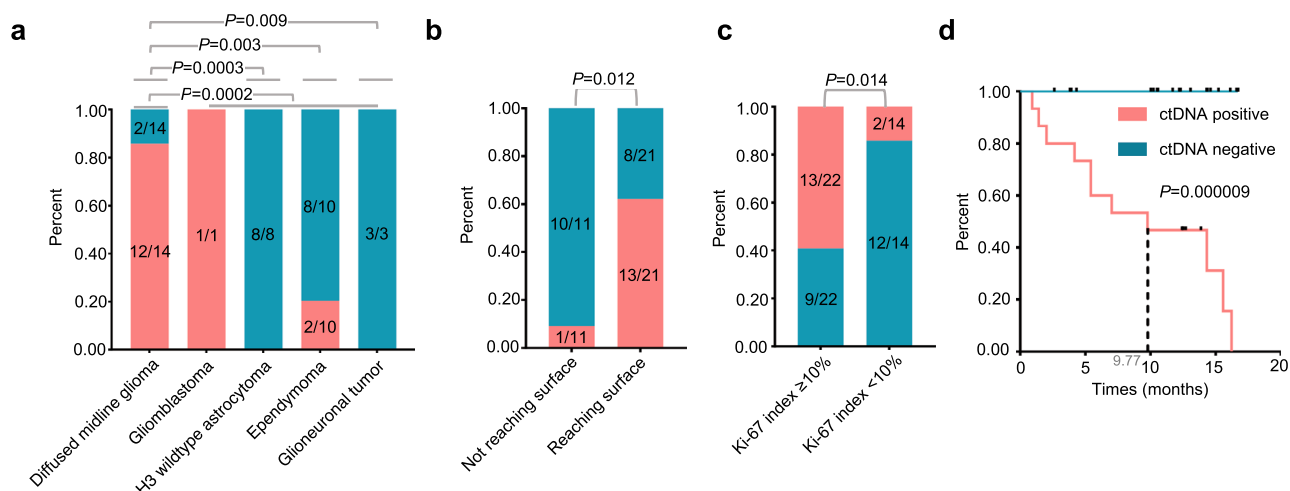 a
P=0.009
P=0.003
P=0.0003
P=0.0002
Percent
1.00
0.80
0.60
0.40
0.20
0.00
2/14
12/14
1/1
8/8
8/10
2/10
3/3
Diffused midline glioma
Gliomblastoma
H3 wildtype astrocytoma
Ependymoma
Glioneuronal tumor
b
P=0.012
Percent
1.00
0.80
0.60
0.40
0.20
0.00
10/11
1/11
8/21
13/21
Not reaching surface
Reaching surface
c
P=0.014
Percent
1.00
0.80
0.60
0.40
0.20
0.00
13/22
9/22
2/14
12/14
Ki-67 index ≥10%
Ki-67 index <10%
d
Percent
1.00
0.80
0.60
0.40
0.20
0.00
ctDNA positive
ctDNA negative
P=0.000009
9.77
0
5
10
15
20
Times (months)